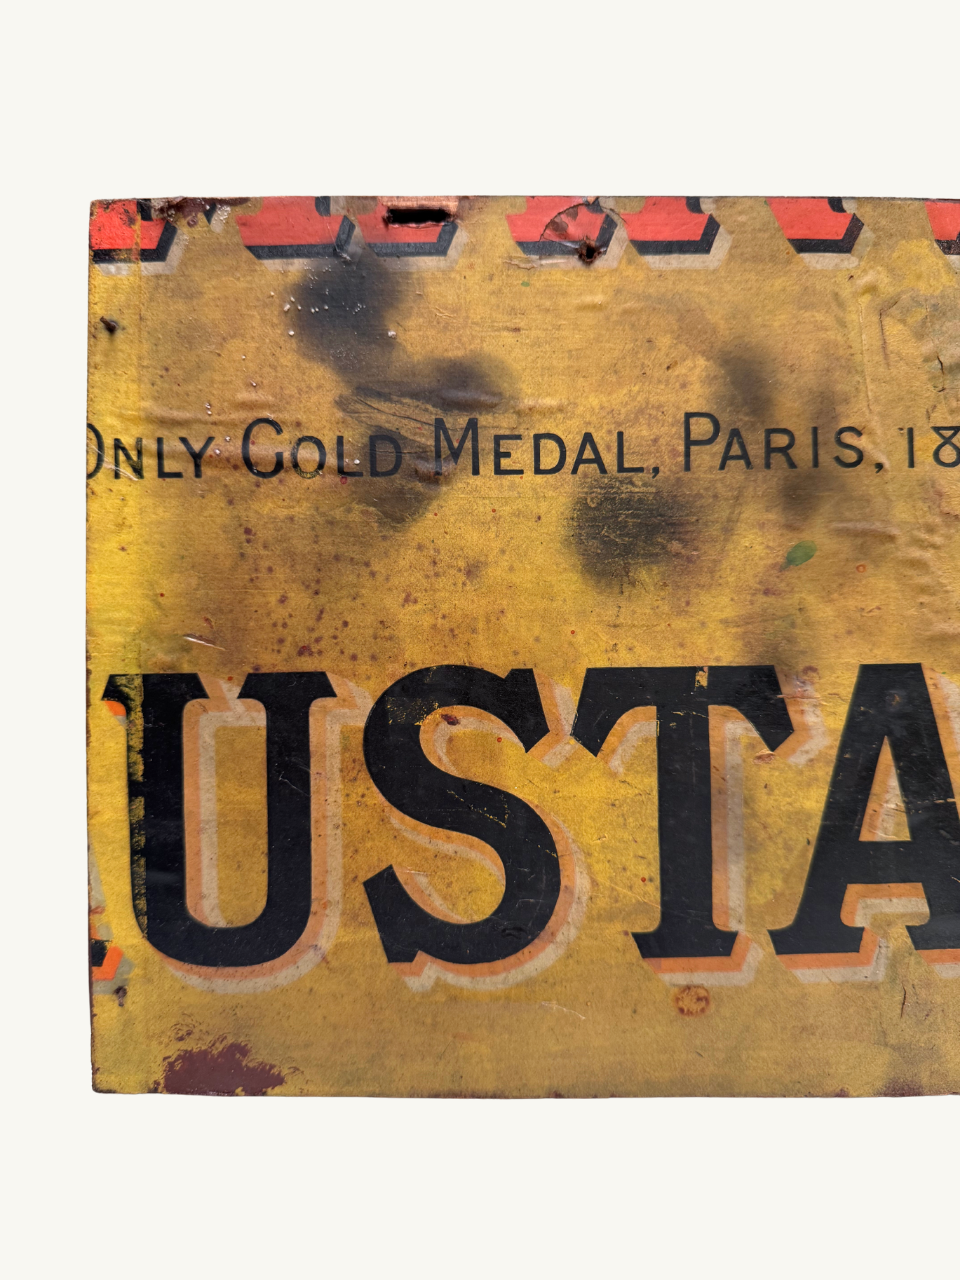 ONLY GOLD MEDAL, PARIS, 18
USTA